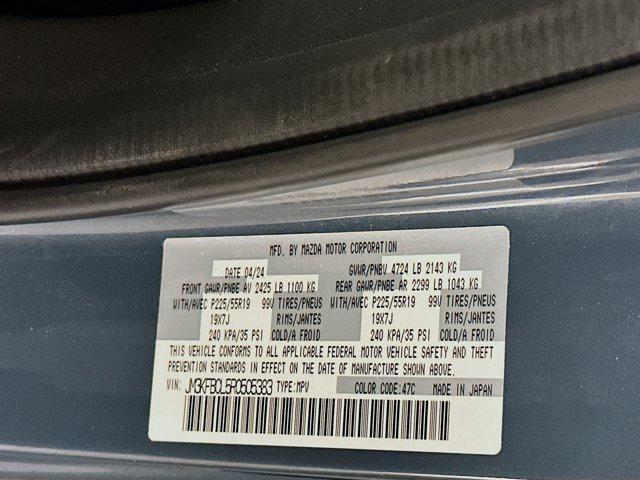 MFD. BY MAZDA MOTOR CORPORATION
DATE 04/24 GVWR/PNBV 4724 LB 2143 KG
FRONT GAWR/PNBE AV 2425 LB 1100 KG REAR GAWR/PNBE AR 2299 LB 1043 KG
WITH/AVEC P225/55R19 99V TIRES/PNEUS WITH/AVEC P225/55R19 99V TIRES/PNEUS
19X7J RIMS/JANTES 19X7J RIMS/JANTES
240 KPA/35 PSI COLD/A FROID 240 KPA/35 PSI COLD/A FROID
THIS VEHICLE CONFORMS TO ALL APPLICABLE FEDERAL MOTOR VEHICLE SAFETY AND THEFT
PREVENTION STANDARDS IN EFFECT ON THE DATE OF MANUFACTURE SHOWN ABOVE.
VIN: JM3KFBCL5R0505383 TYPE:MPV COLOR CODE:47C MADE IN JAPAN